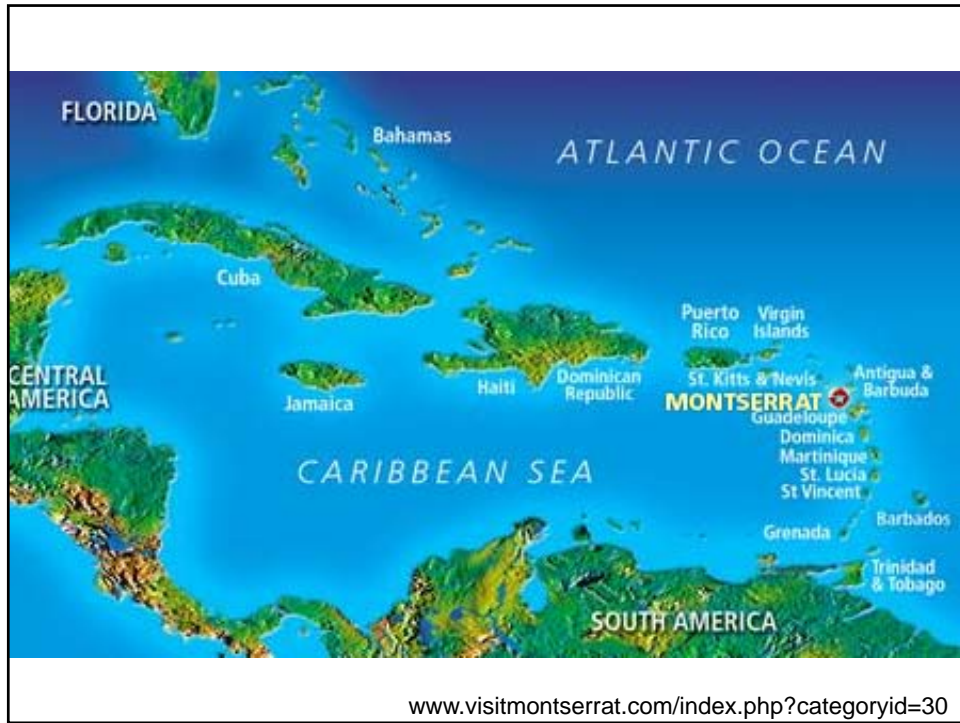 FLORIDA
Bahamas
ATLANTIC OCEAN
Cuba
Puerto
Rico
Virgin
Islands
CENTRAL
AMERICA
Jamaica
Haiti
Dominican
Republic
St. Kitts & Nevis
Antigua &
Barbuda
MONTSERRAT
Guadeloupe
Dominica
Martinique
St. Lucia
St Vincent
CARIBBEAN SEA
Barbados
Grenada
Trinidad
& Tobago
SOUTH AMERICA
www.visitmontserrat.com/index.php?categoryid=30